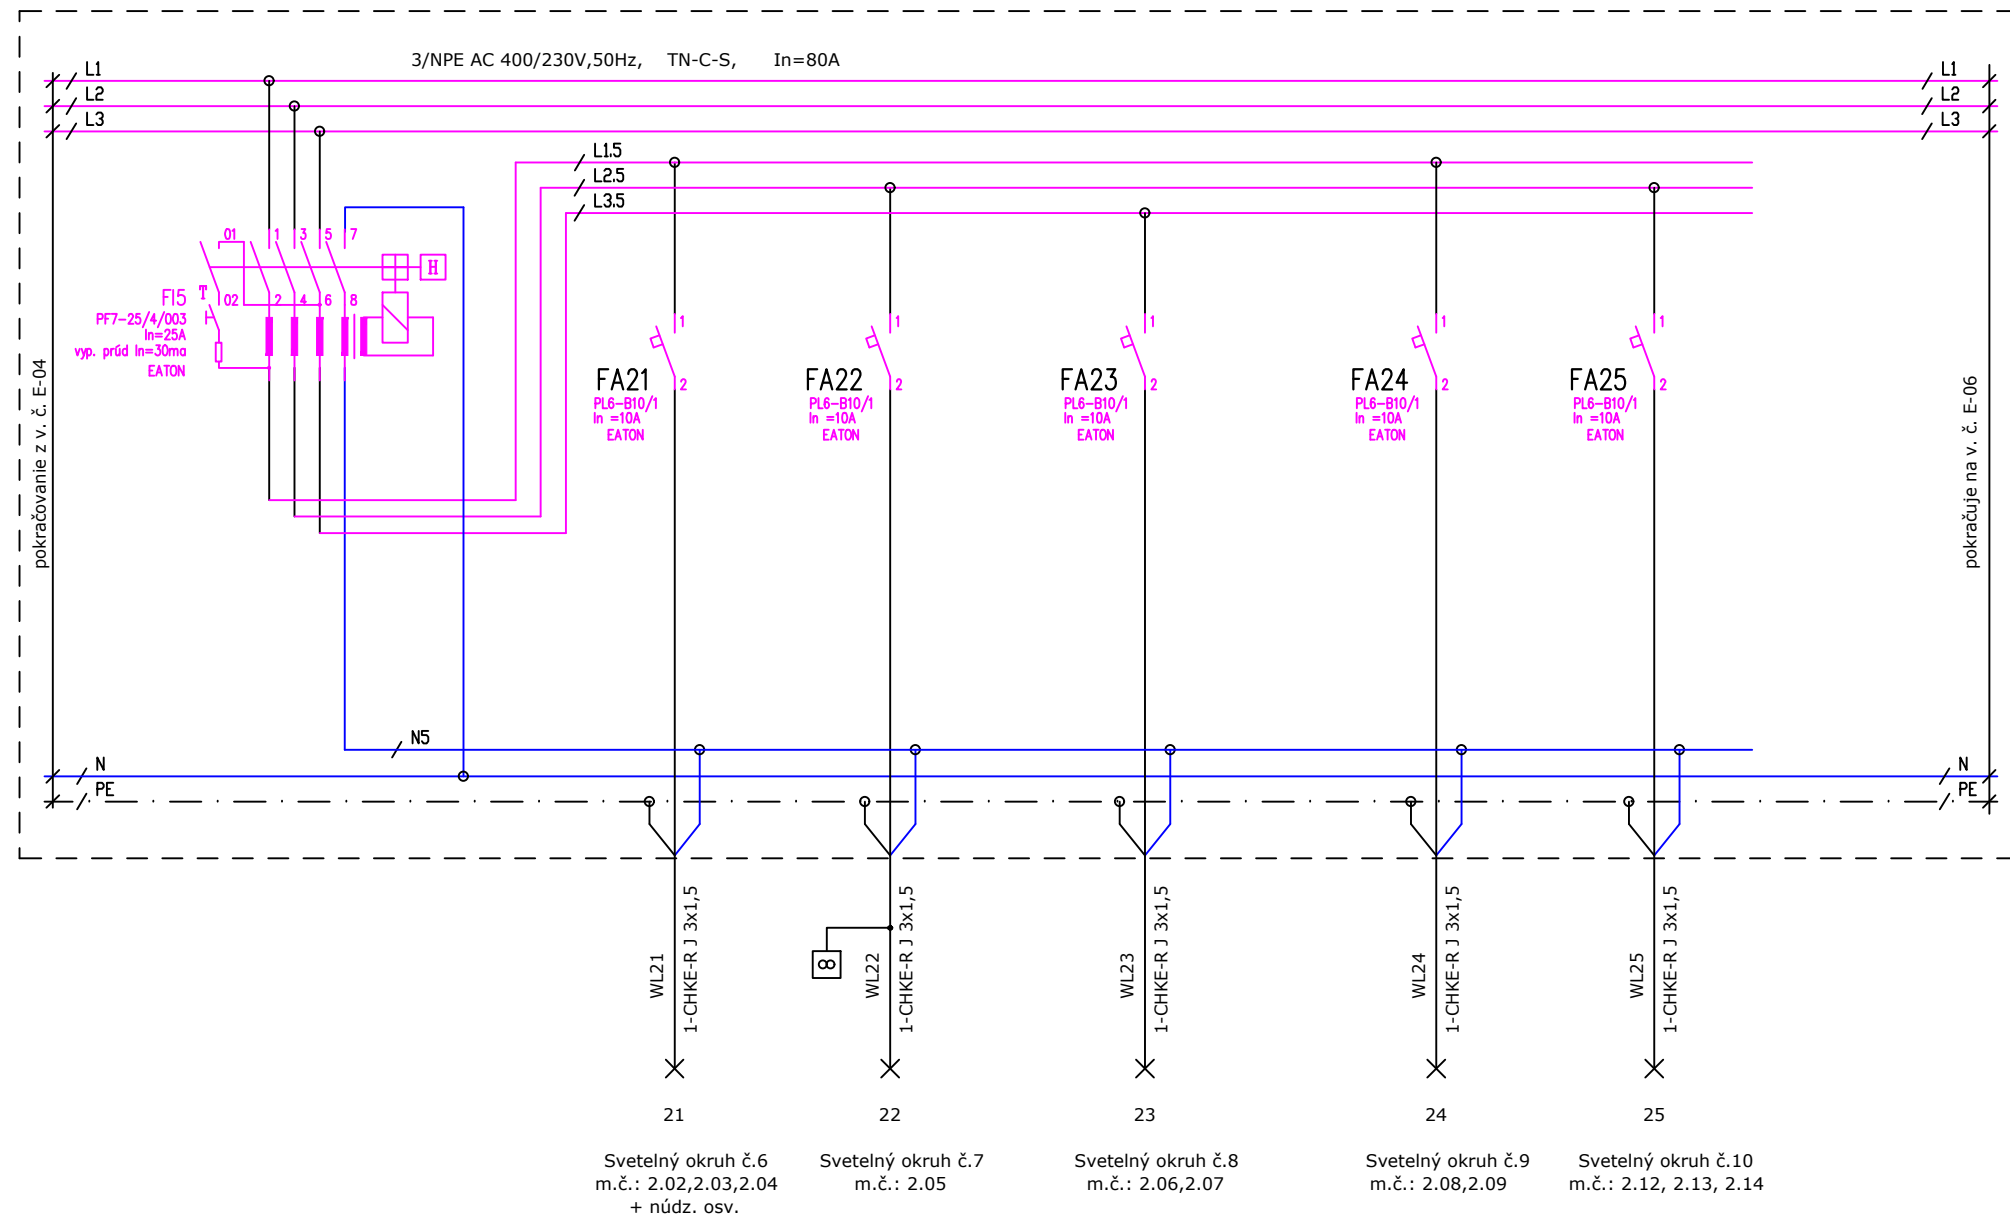 3/NPE AC 400/230V,50Hz, TN-C-S, In=80A
L1
L2
L3
L1
L2
L3
L1.5
L2.5
L3.5
01
1
3
5
7
H
T
02
2
4
6
8
FI5
PF7-25/4/003
In=25A
vyp. prúd In=30ma
EATON
1
2
FA21
PL6-B10/1
In =10A
EATON
1
2
FA22
PL6-B10/1
In =10A
EATON
1
2
FA23
PL6-B10/1
In =10A
EATON
1
2
FA24
PL6-B10/1
In =10A
EATON
1
2
FA25
PL6-B10/1
In =10A
EATON
pokračovanie z v. č. E-04
pokračuje na v. č. E-06
N5
N
PE
N
PE
WL21
1-CHKE-R J 3x1,5
8
WL22
1-CHKE-R J 3x1,5
WL23
1-CHKE-R J 3x1,5
WL24
1-CHKE-R J 3x1,5
WL25
1-CHKE-R J 3x1,5
21
22
23
24
25
Svetelný okruh č.6
m.č.: 2.02,2.03,2.04
+ núdz. osv.
Svetelný okruh č.7
m.č.: 2.05
Svetelný okruh č.8
m.č.: 2.06,2.07
Svetelný okruh č.9
m.č.: 2.08,2.09
Svetelný okruh č.10
m.č.: 2.12, 2.13, 2.14